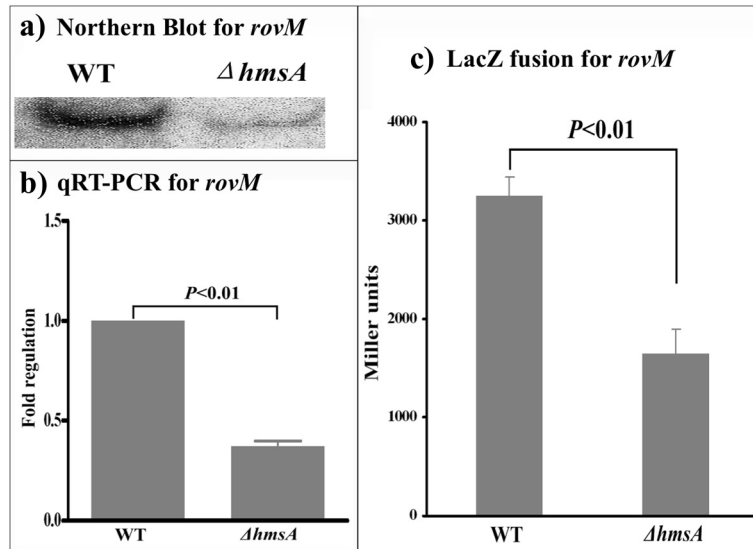 a) Northern Blot for rovM
WT ΔhmsA
b) qRT-PCR for rovM
1.5
P<0.01
1.0
Fold regulation
0.5
0.0
WT ΔhmsA
c) LacZ fusion for rovM
4000
P<0.01
3000
Miller units
2000
1000
0
WT ΔhmsA